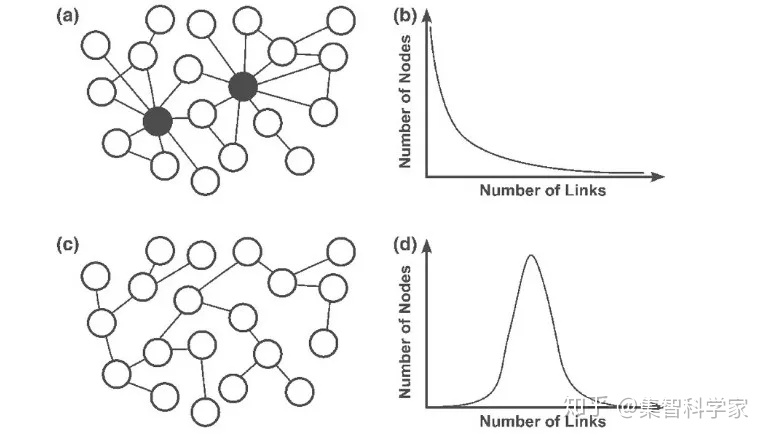 (a)
(b)
Number of Nodes
Number of Links
(c)
(d)
Number of Nodes
Number of Links
知乎 @集智科学家